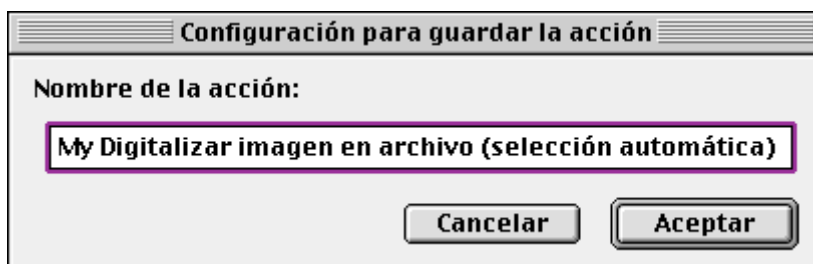 Configuración para guardar la acción
Nombre de la acción:
My Digitalizar imagen en archivo (selección automática)
Cancelar
Aceptar